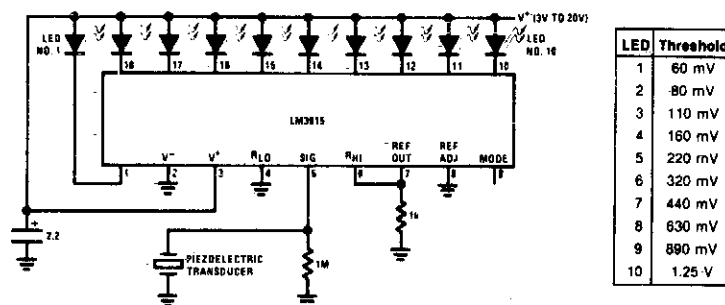 V⁺(3V TO 20V)
LED NO. 1
LED NO. 10
18
17
16
15
14
13
12
11
10
LM3915
V⁻
V⁺
RLO
SIG
RHI
REF OUT
REF ADJ
MODE
1
2
3
4
5
6
7
8
9
2.2
PIEZOELECTRIC TRANSDUCER
1M
1k
LED Threshold
1 60 mV
2 80 mV
3 110 mV
4 160 mV
5 220 mV
6 320 mV
7 440 mV
8 630 mV
9 890 mV
10 1.25 V